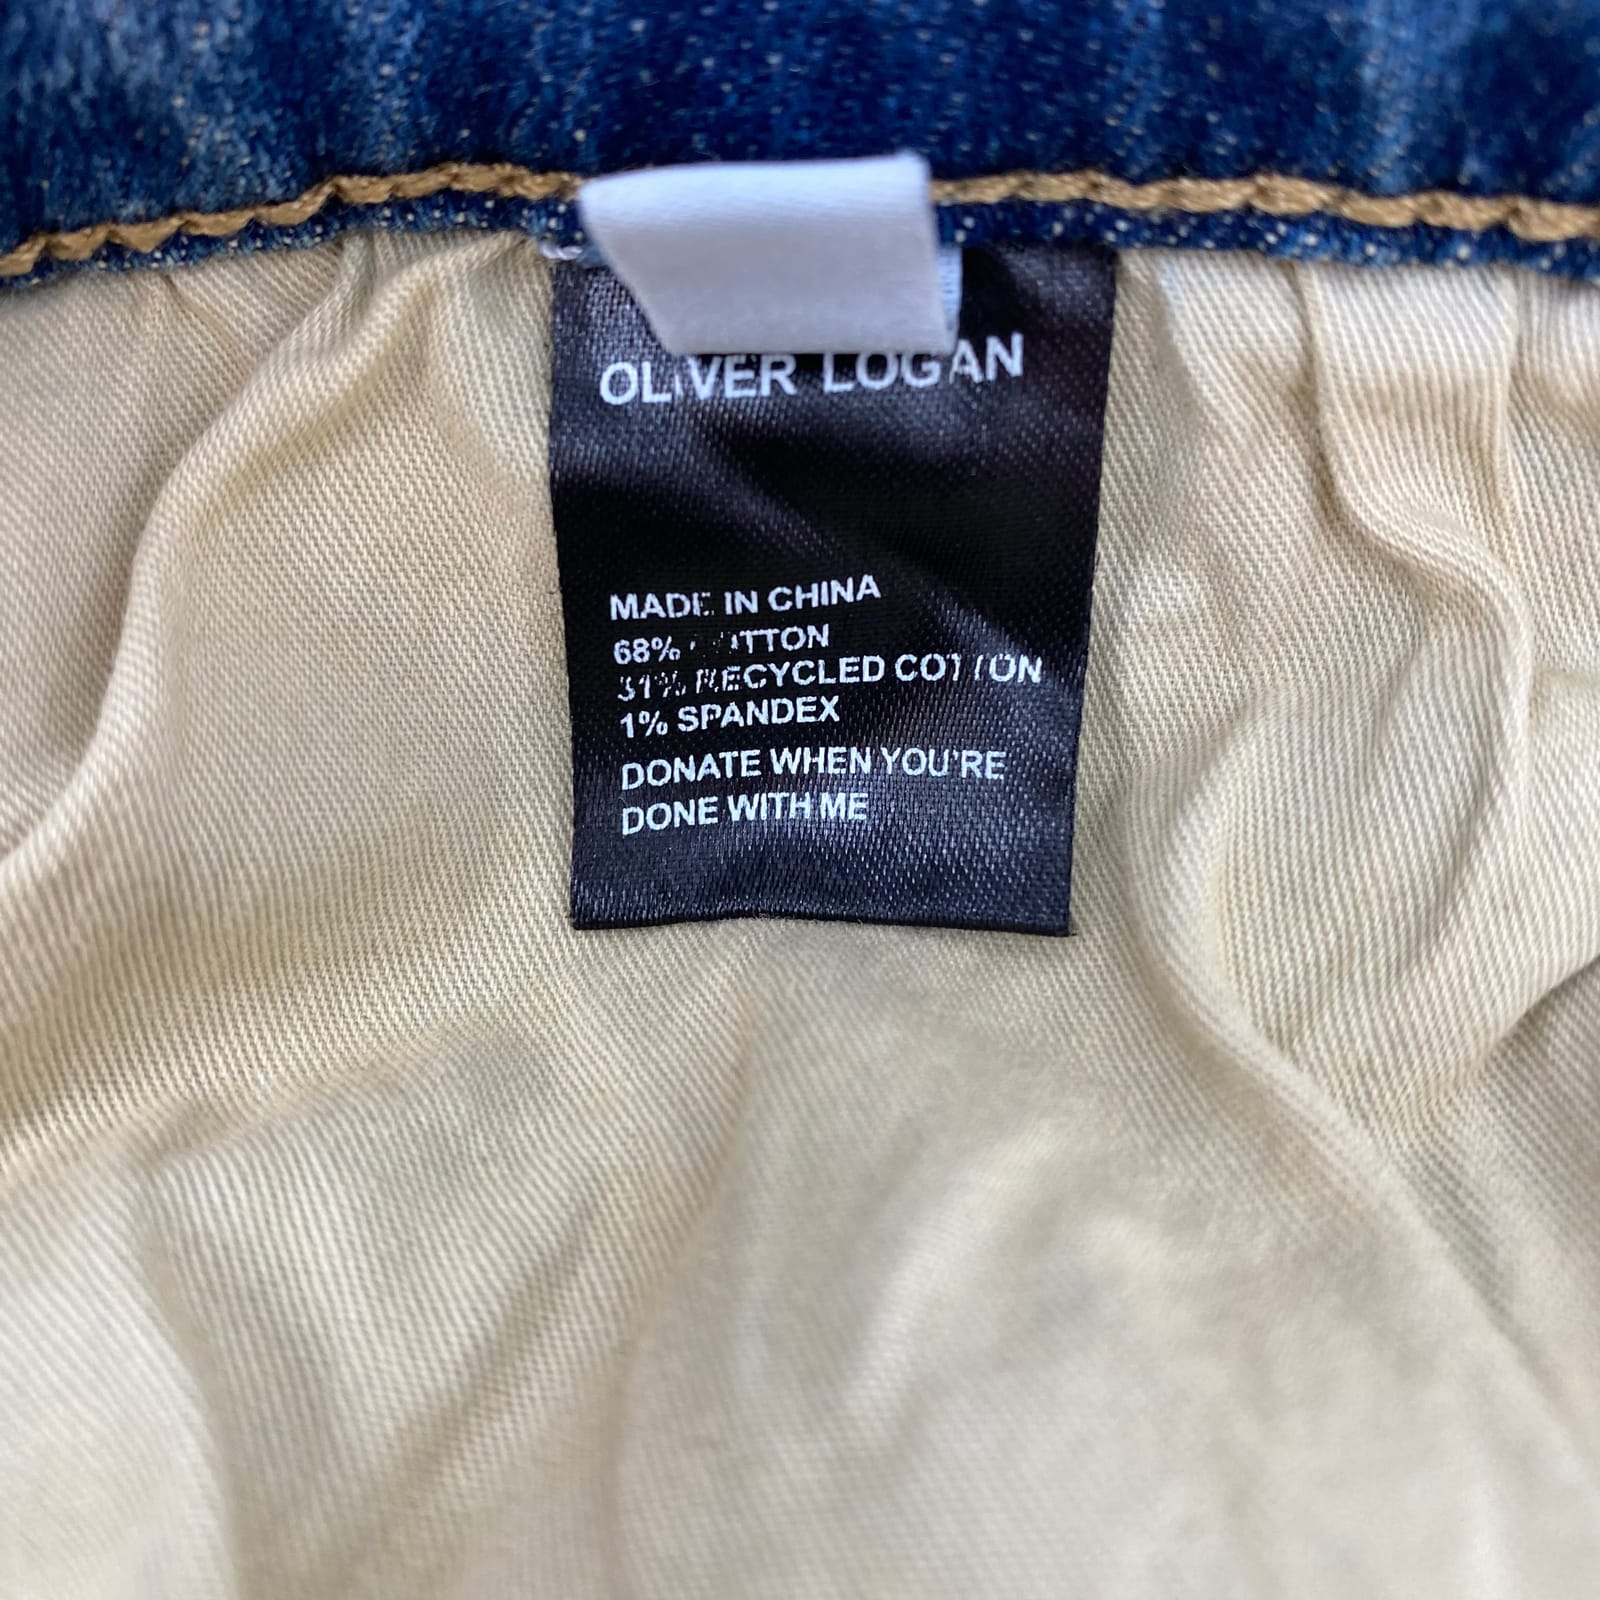 OLIVER LOGAN
MADE IN CHINA
68% COTTON
31% RECYCLED COTTON
1% SPANDEX
DONATE WHEN YOU'RE
DONE WITH ME